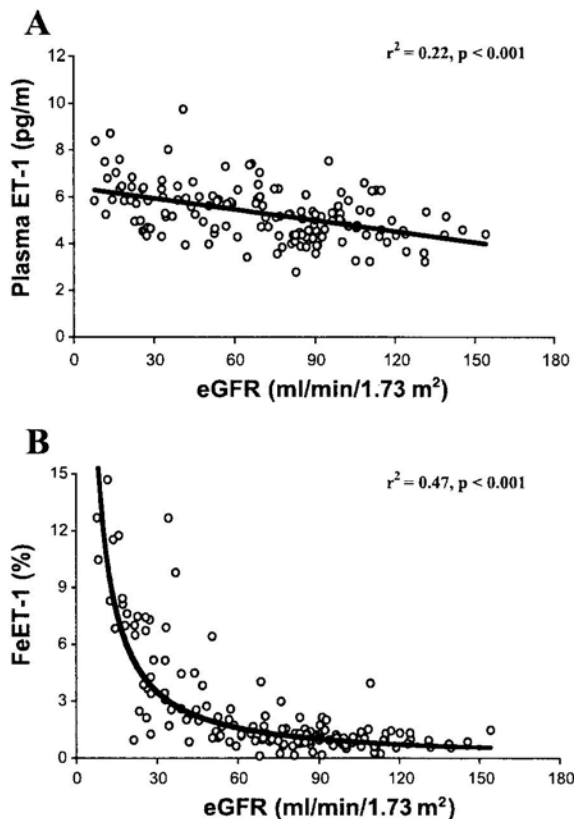 A
r² = 0.22, p < 0.001
12
10
8
6
4
2
0
Plasma ET-1 (pg/m)
0 30 60 90 120 150 180
eGFR (ml/min/1.73 m²)
B
r² = 0.47, p < 0.001
15
12
9
6
3
0
FeET-1 (%)
0 30 60 90 120 150 180
eGFR (ml/min/1.73 m²)